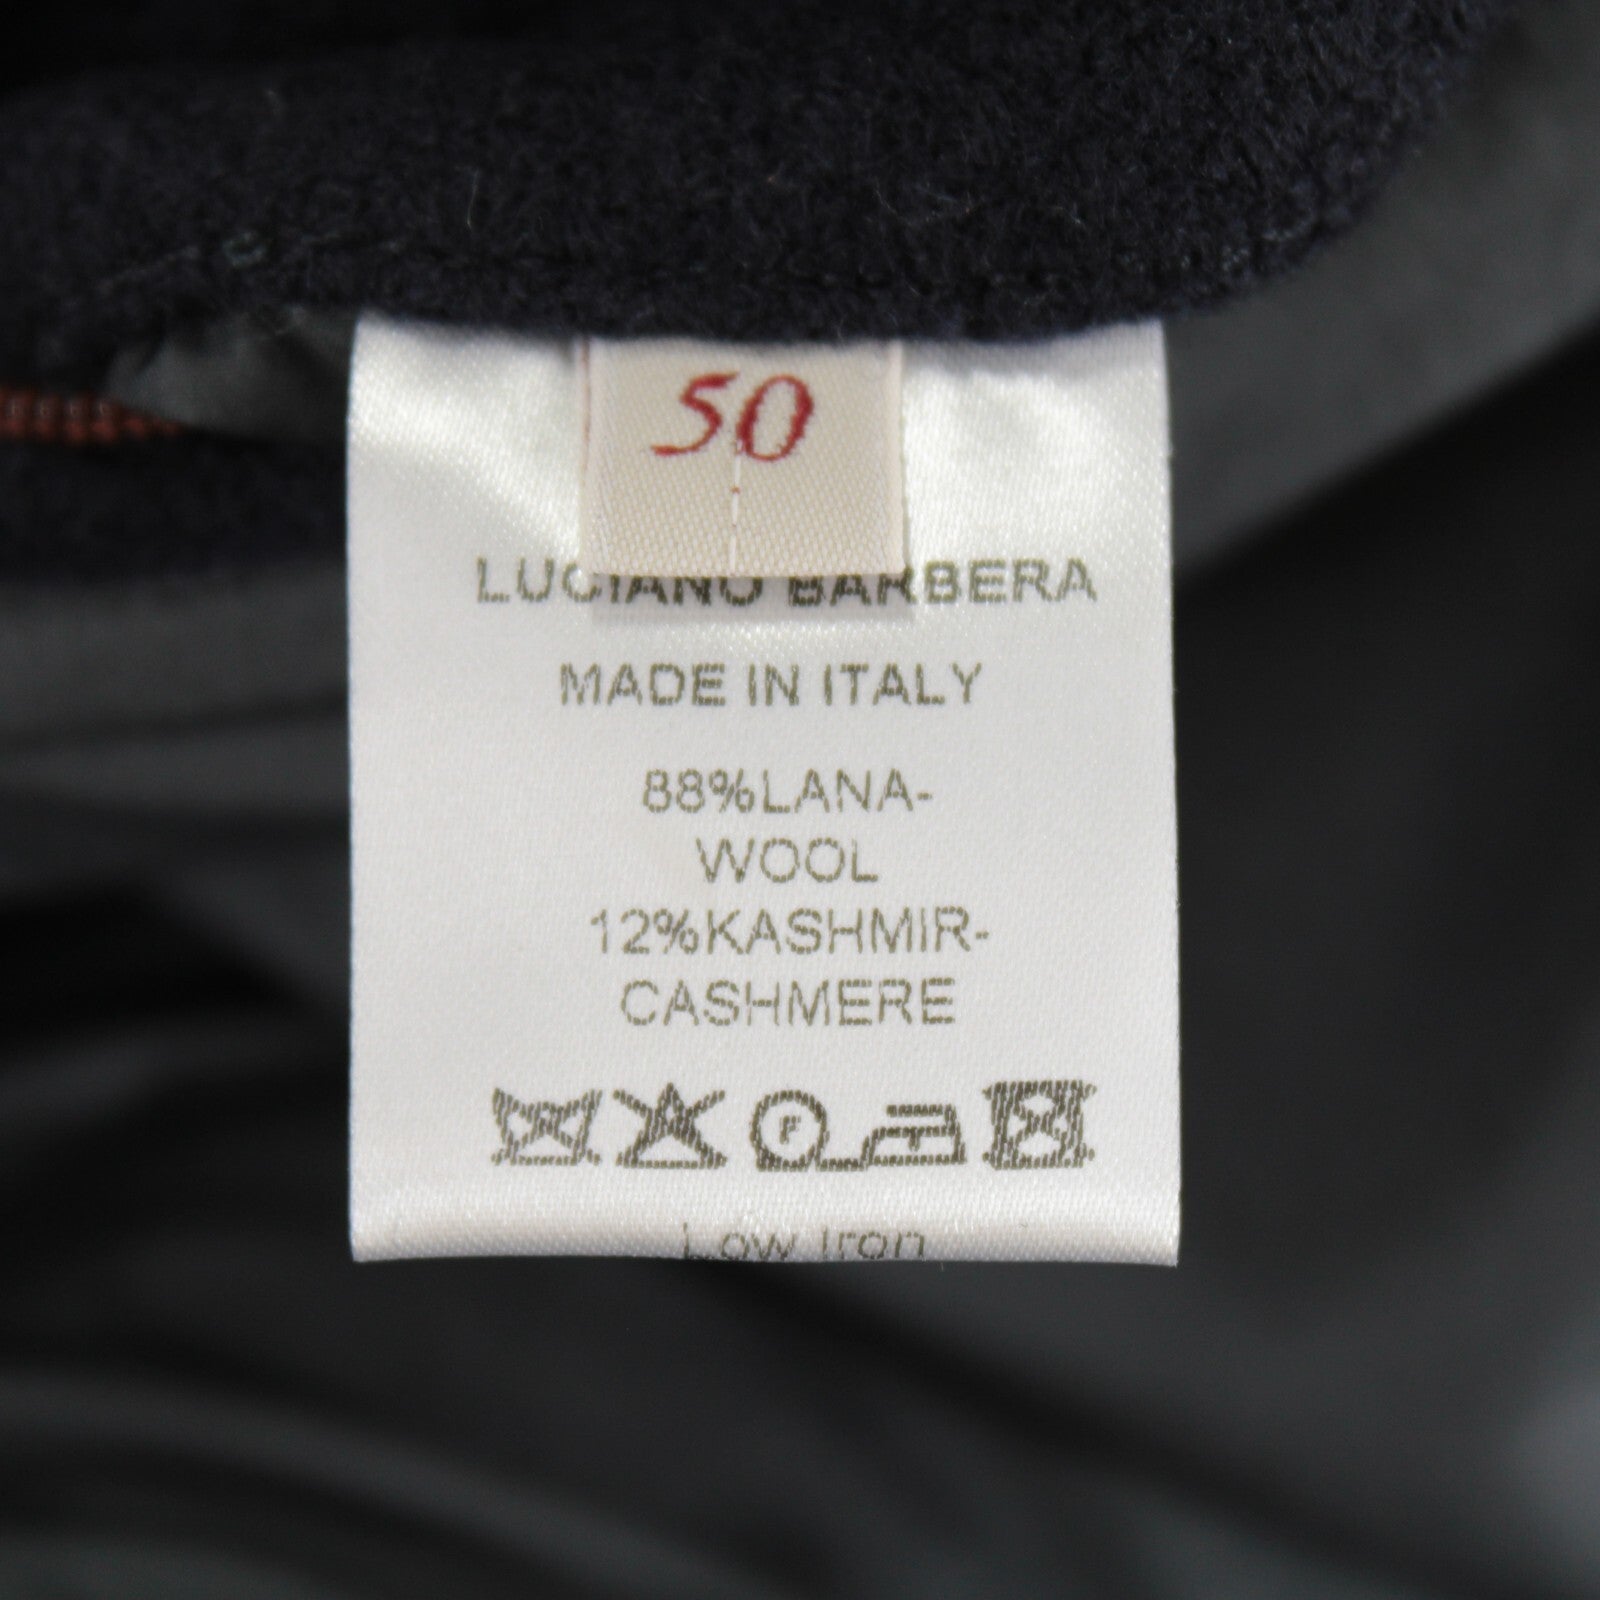 50
LUCIANO BARBERA
MADE IN ITALY
88%LANA-
WOOL
12%KASHMIR-
CASHMERE
F
Low Iron